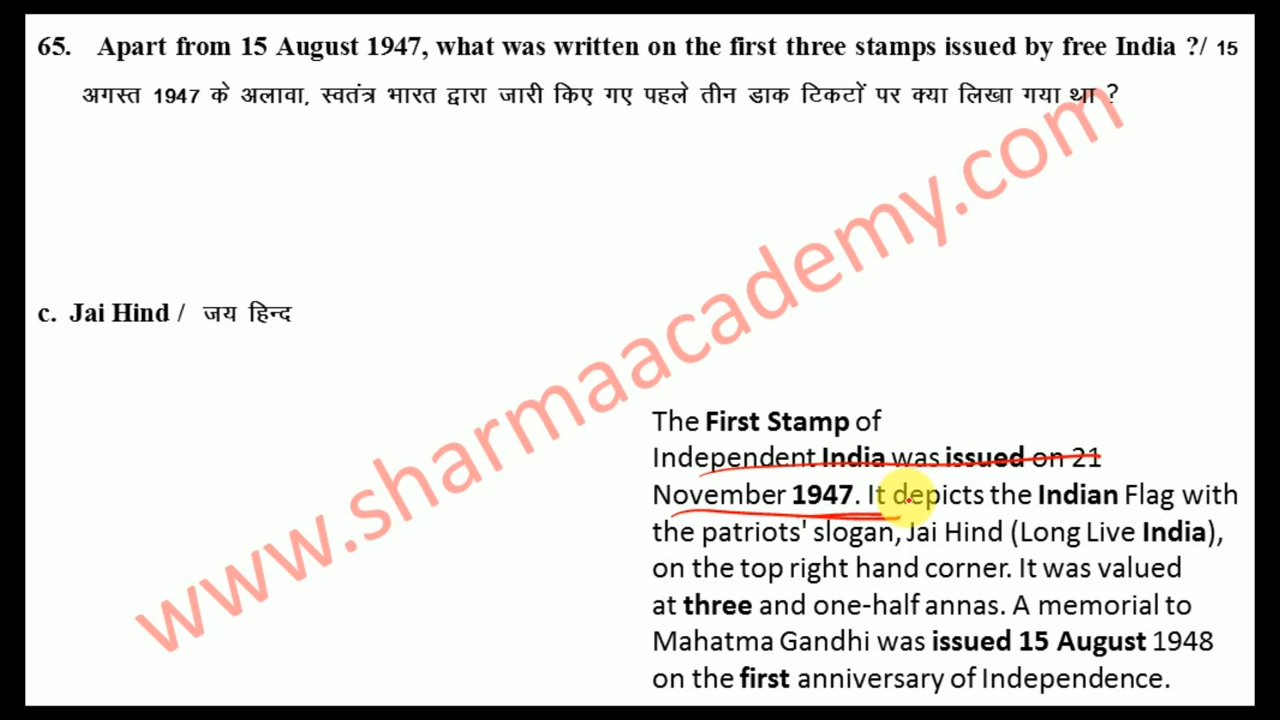 65. Apart from 15 August 1947, what was written on the first three stamps issued by free India ?/ 15
अगस्त 1947 के अलावा, स्वतंत्र भारत द्वारा जारी किए गए पहले तीन डाक टिकटों पर क्या लिखा गया था ?
www.sharmaacademy.com
c. Jai Hind / जय हिन्द
The First Stamp of
Independent India was issued on 21
November 1947. It depicts the Indian Flag with
the patriots' slogan, Jai Hind (Long Live India),
on the top right hand corner. It was valued
at three and one-half annas. A memorial to
Mahatma Gandhi was issued 15 August 1948
on the first anniversary of Independence.